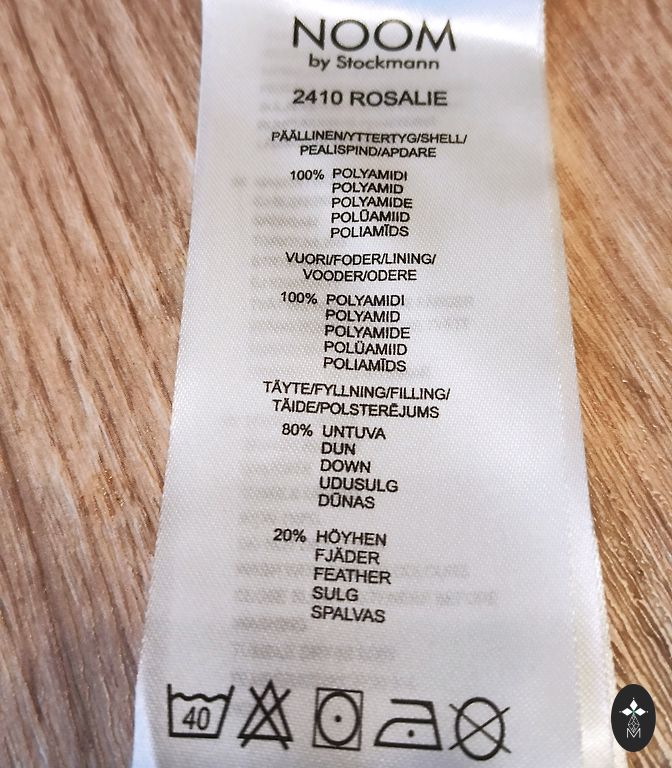 NOOM
by Stockmann
2410 ROSALIE
PÄÄLLINEN/YTTERTYG/SHELL/
PEALISPIND/APDARE
100% POLYAMIDI
POLYAMID
POLYAMIDE
POLÜAMIID
POLIAMĪDS
VUORI/FODER/LINING/
VOODER/ODERE
100% POLYAMIDI
POLYAMID
POLYAMIDE
POLÜAMIID
POLIAMĪDS
TÄYTE/FYLLNING/FILLING/
TÄIDE/POLSTERĒJUMS
80% UNTUVA
DUN
DOWN
UDUSULG
DŪNAS
20% HÖYHEN
FJÄDER
FEATHER
SULG
SPALVAS
40